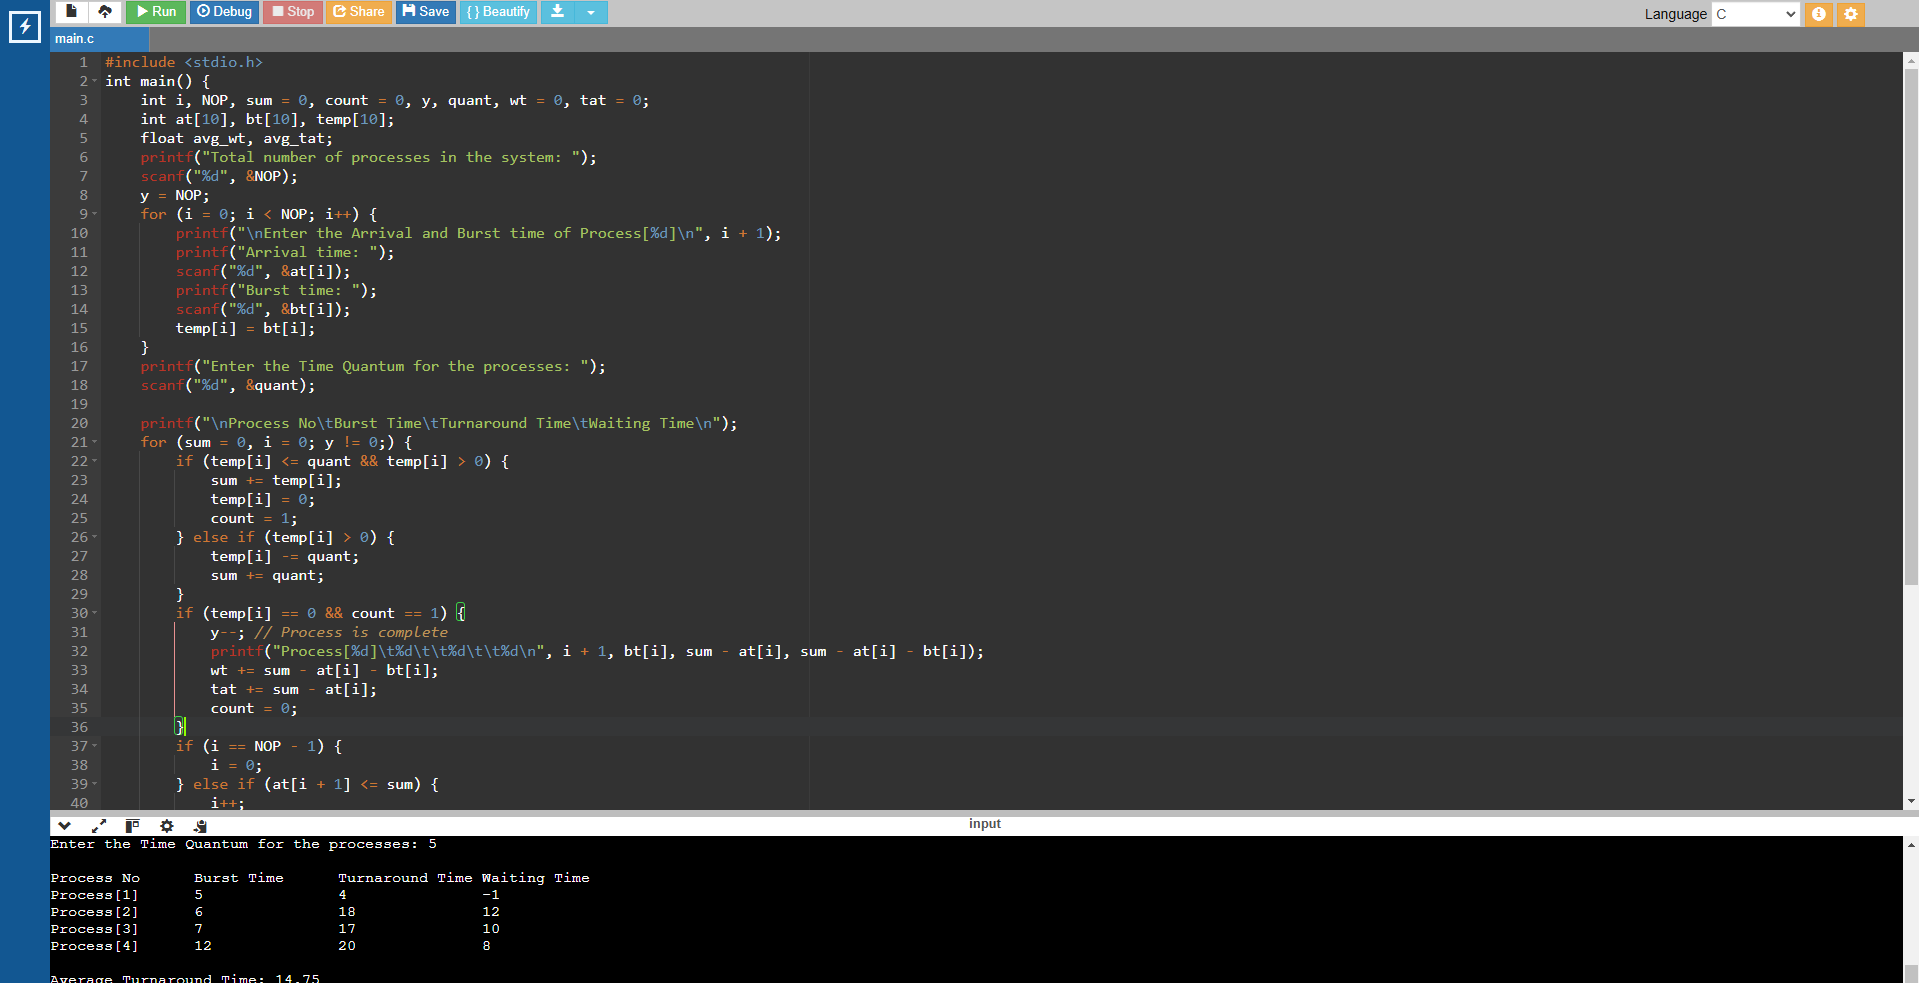 Run Debug Stop Share Save { } Beautify Language C
main.c
1 #include <stdio.h>
2 int main() {
3 int i, NOP, sum = 0, count = 0, y, quant, wt = 0, tat = 0;
4 int at[10], bt[10], temp[10];
5 float avg_wt, avg_tat;
6 printf("Total number of processes in the system: ");
7 scanf("%d", &NOP);
8 y = NOP;
9 for (i = 0; i < NOP; i++) {
10 printf("\nEnter the Arrival and Burst time of Process[%d]\n", i + 1);
11 printf("Arrival time: ");
12 scanf("%d", &at[i]);
13 printf("Burst time: ");
14 scanf("%d", &bt[i]);
15 temp[i] = bt[i];
16 }
17 printf("Enter the Time Quantum for the processes: ");
18 scanf("%d", &quant);
19
20 printf("\nProcess No\tBurst Time\tTurnaround Time\tWaiting Time\n");
21 for (sum = 0, i = 0; y != 0;) {
22 if (temp[i] <= quant && temp[i] > 0) {
23 sum += temp[i];
24 temp[i] = 0;
25 count = 1;
26 } else if (temp[i] > 0) {
27 temp[i] -= quant;
28 sum += quant;
29 }
30 if (temp[i] == 0 && count == 1) {
31 y--; // Process is complete
32 printf("Process[%d]\t%d\t\t%d\t\t%d\n", i + 1, bt[i], sum - at[i], sum - at[i] - bt[i]);
33 wt += sum - at[i] - bt[i];
34 tat += sum - at[i];
35 count = 0;
36 }
37 if (i == NOP - 1) {
38 i = 0;
39 } else if (at[i + 1] <= sum) {
40 i++;
input
Enter the Time Quantum for the processes: 5
Process No Burst Time Turnaround Time Waiting Time
Process[1] 5 4 -1
Process[2] 6 18 12
Process[3] 7 17 10
Process[4] 12 20 8
Average Turnaround Time: 14.75